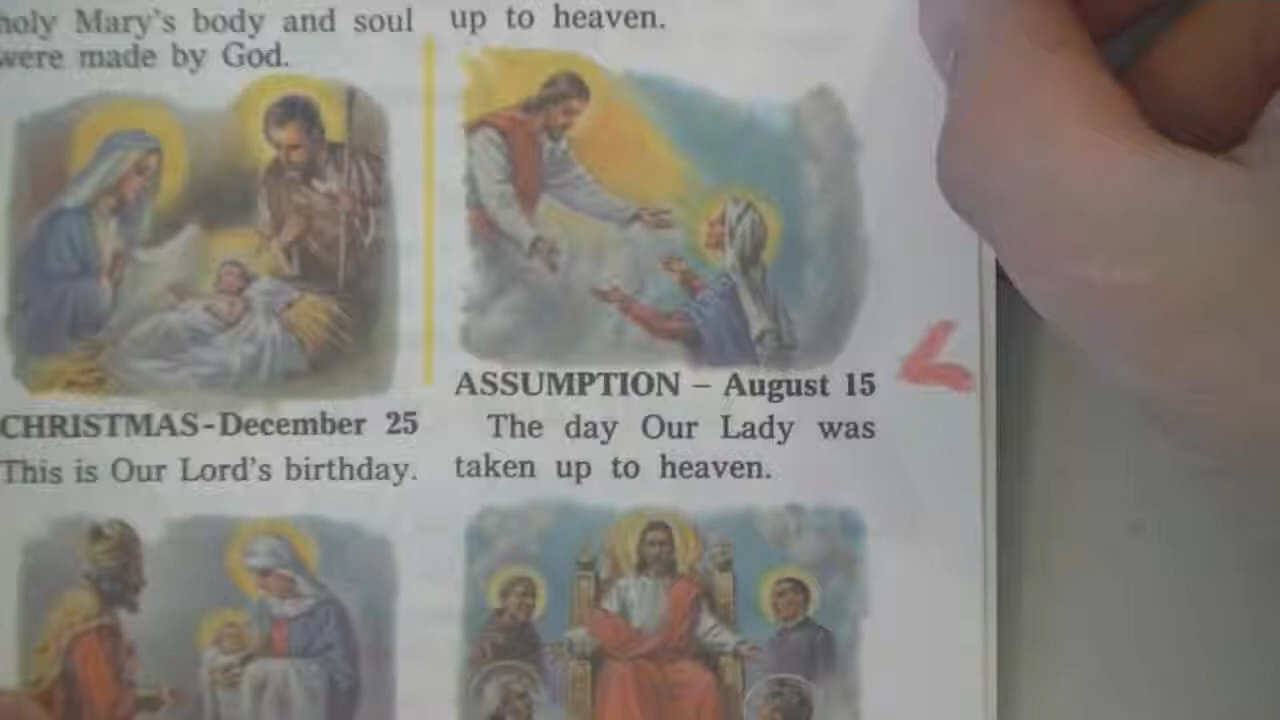 holy Mary's body and soul
were made by God.
CHRISTMAS-December 25
This is Our Lord's birthday.
up to heaven.
ASSUMPTION – August 15
The day Our Lady was
taken up to heaven.